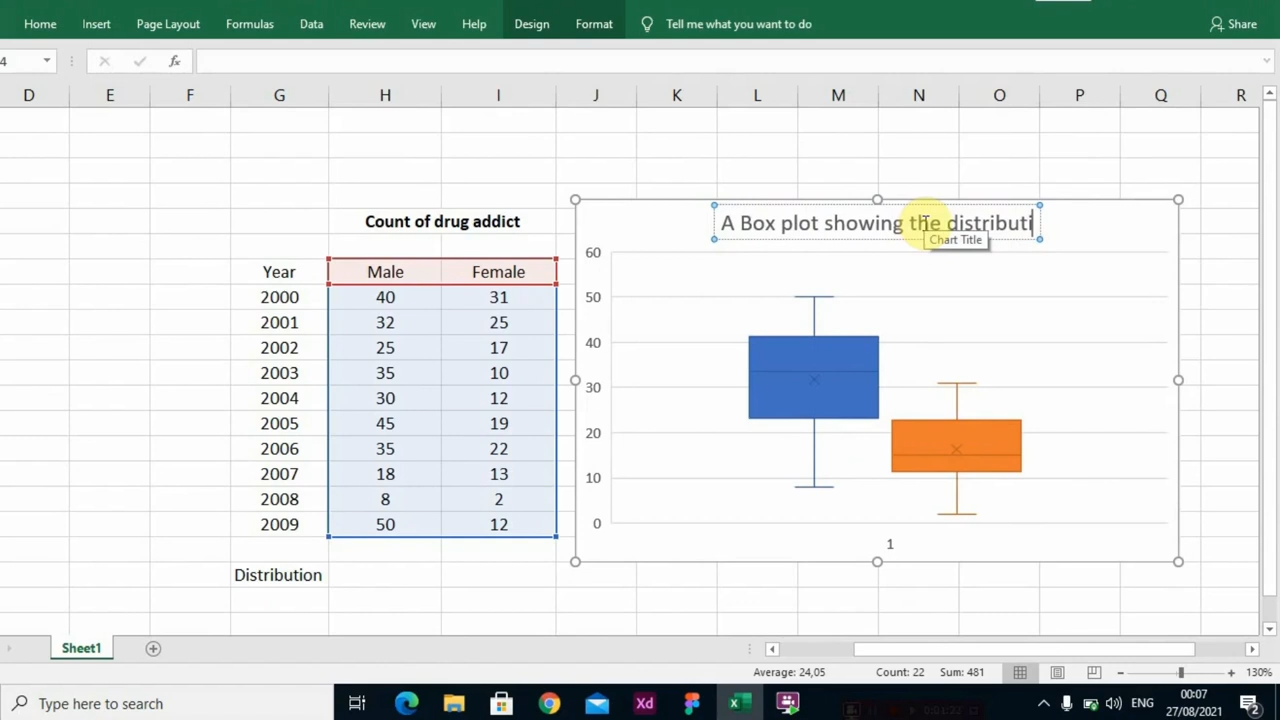 Home Insert Page Layout Formulas Data Review View Help Design Format Tell me what you want to do Share
4 fx
D E F G H I J K L M N O P Q R
Count of drug addict
Year Male Female
2000 40 31
2001 32 25
2002 25 17
2003 35 10
2004 30 12
2005 45 19
2006 35 22
2007 18 13
2008 8 2
2009 50 12
Distribution
A Box plot showing the distributi
Chart Title
60
50
40
30
20
10
0
1
Sheet1
Average: 24,05 Count: 22 Sum: 481 130%
Type here to search Xd ENG 00:07
27/08/2021 2